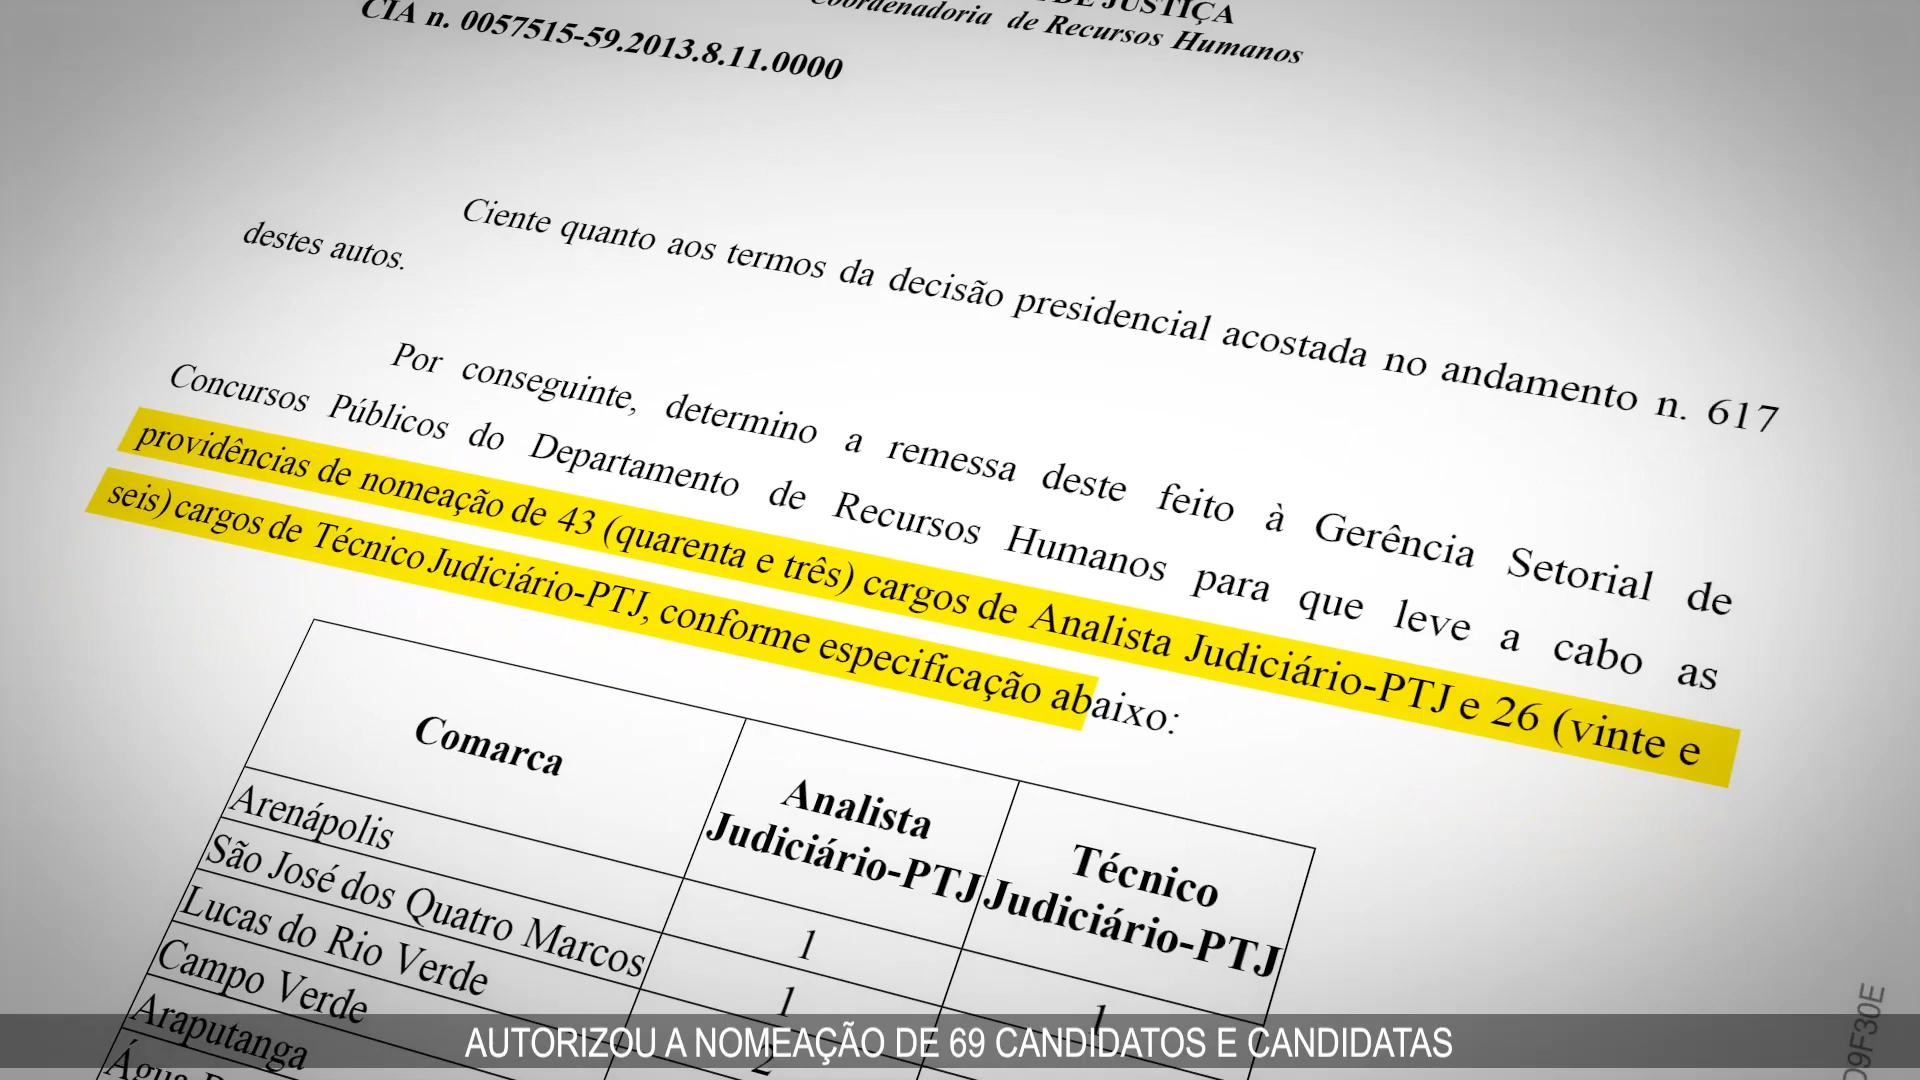 DE JUSTIÇA
Coordenadoria de Recursos Humanos
CIA n. 0057515-59.2013.8.11.0000
Ciente quanto aos termos da decisão presidencial acostada no andamento n. 617
destes autos.
Por conseguinte, determino a remessa deste feito à Gerência Setorial de
Concursos Públicos do Departamento de Recursos Humanos para que leve a cabo as
providências de nomeação de 43 (quarenta e três) cargos de Analista Judiciário-PTJ e 26 (vinte e
seis) cargos de Técnico Judiciário-PTJ, conforme especificação abaixo:
Comarca
Analista
Judiciário-PTJ
Técnico
Judiciário-PTJ
Arenápolis
1
São José dos Quatro Marcos
1
1
Lucas do Rio Verde
2
Campo Verde
Araputanga
Água
D9F30E
AUTORIZOU A NOMEAÇÃO DE 69 CANDIDATOS E CANDIDATAS